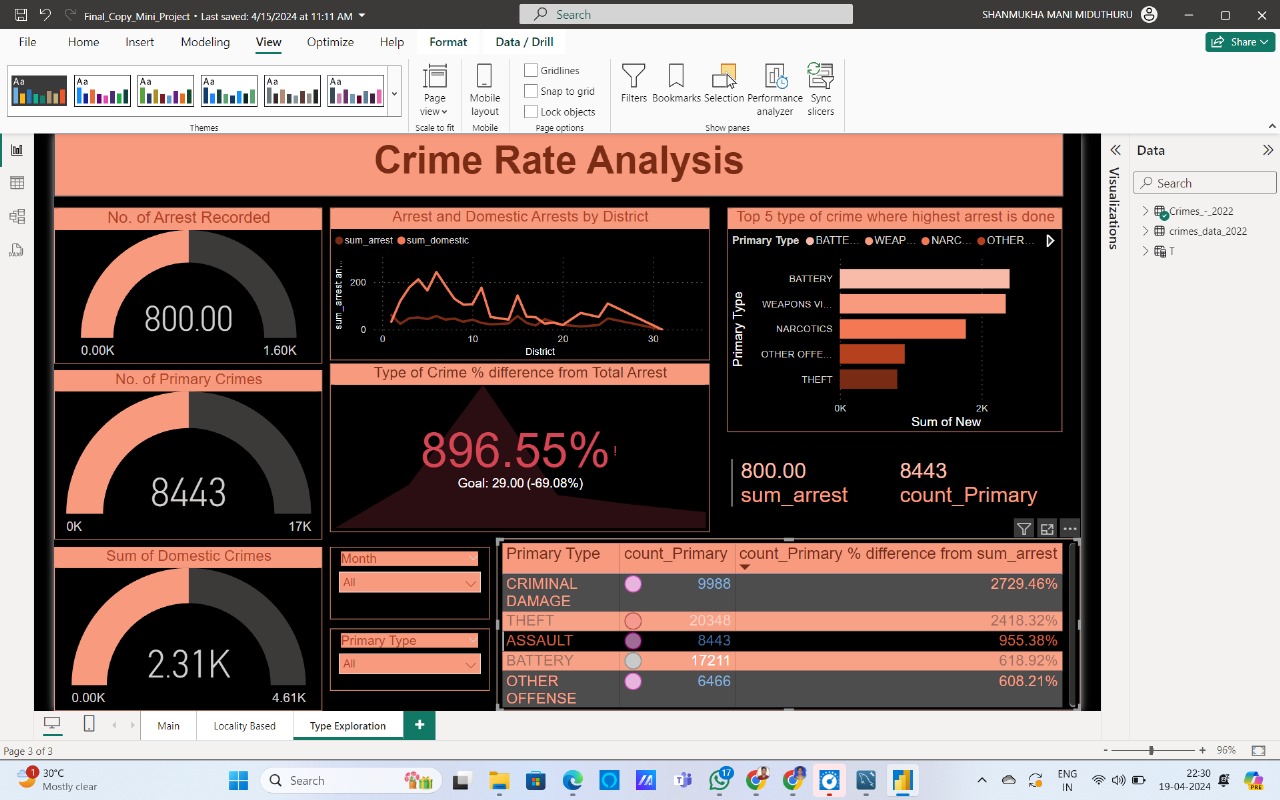 Final_Copy_Mini_Project • Last saved: 4/15/2024 at 11:11 AM
Search
SHANMUKHA MANI MIDUTHURU
File Home Insert Modeling View Optimize Help Format Data / Drill
Share
Aa Aa Aa Aa Aa Aa
Page view
Mobile layout
Gridlines
Snap to grid
Lock objects
Filters Bookmarks Selection Performance analyzer Sync slicers
Themes Scale to fit Mobile Page options Show panes
Crime Rate Analysis
No. of Arrest Recorded
800.00
0.00K 1.60K
No. of Primary Crimes
8443
0K 17K
Sum of Domestic Crimes
2.31K
0.00K 4.61K
Arrest and Domestic Arrests by District
sum_arrest sum_domestic
sum_arrest an...
200
0
0 10 20 30
District
Type of Crime % difference from Total Arrest
896.55%!
Goal: 29.00 (-69.08%)
Month
All
Primary Type
All
Top 5 type of crime where highest arrest is done
Primary Type BATTE... WEAP... NARC... OTHER...
Primary Type
BATTERY
WEAPONS VI...
NARCOTICS
OTHER OFFE...
THEFT
0K 2K
Sum of New
800.00 8443
sum_arrest count_Primary
Primary Type count_Primary count_Primary % difference from sum_arrest
CRIMINAL DAMAGE 9988 2729.46%
THEFT 20348 2418.32%
ASSAULT 8443 955.38%
BATTERY 17211 618.92%
OTHER OFFENSE 6466 608.21%
Visualizations
Data
Search
Crimes_-_2022
crimes_data_2022
T
Main Locality Based Type Exploration +
Page 3 of 3
- + 96%
1
30°C
Mostly clear
Search
17
ENG
IN
22:30
19-04-2024
PRE